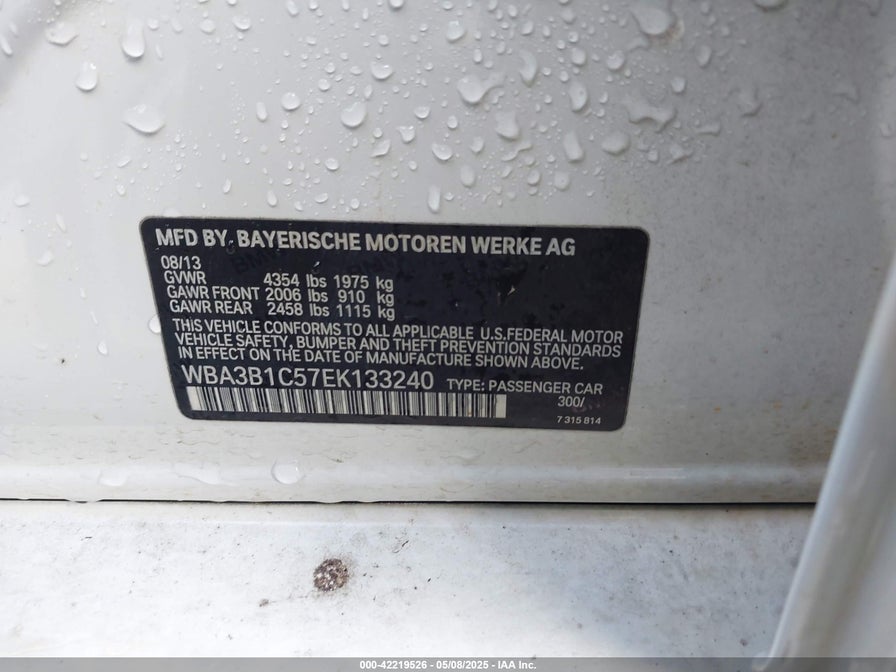 MFD BY. BAYERISCHE MOTOREN WERKE AG
08/13
GVWR 4354 lbs 1975 kg
GAWR FRONT 2006 lbs 910 kg
GAWR REAR 2458 lbs 1115 kg
THIS VEHICLE CONFORMS TO ALL APPLICABLE U.S.FEDERAL MOTOR
VEHICLE SAFETY, BUMPER AND THEFT PREVENTION STANDARDS
IN EFFECT ON THE DATE OF MANUFACTURE SHOWN ABOVE.
WBA3B1C57EK133240 TYPE: PASSENGER CAR
300/
7 315 814
000-42219526 - 05/08/2025 - IAA Inc.